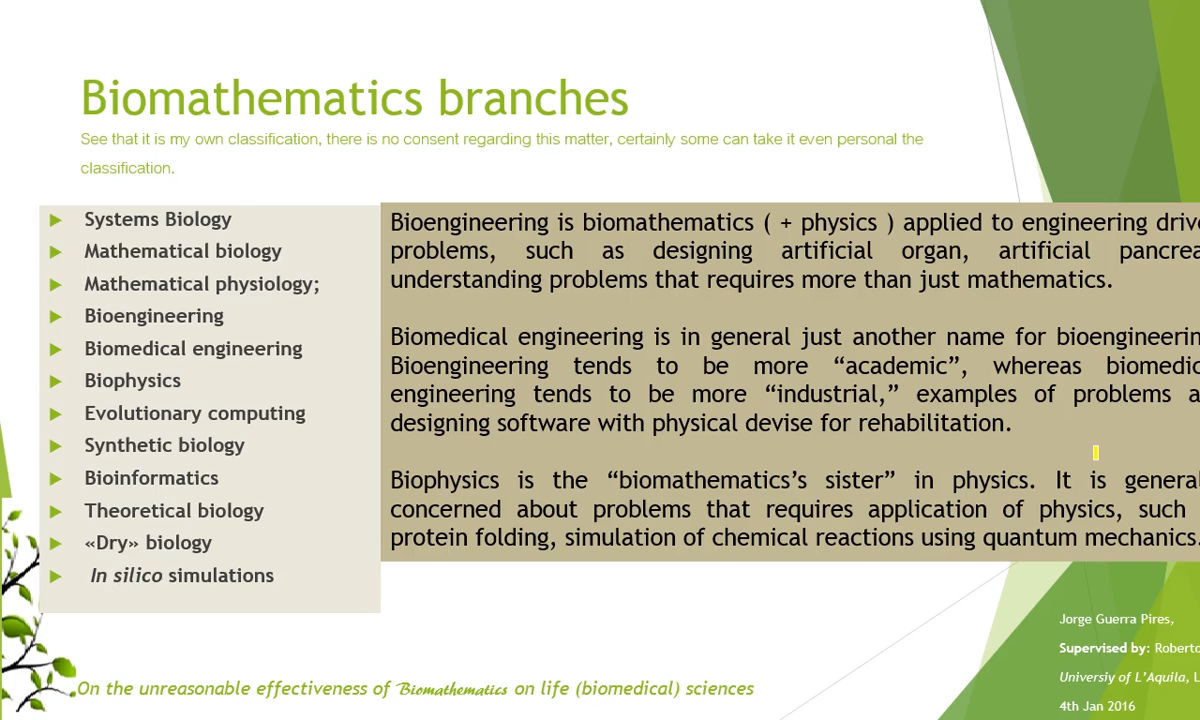 Biomathematics branches
See that it is my own classification, there is no consent regarding this matter, certainly some can take it even personal the
classification.
Systems Biology
Mathematical biology
Mathematical physiology;
Bioengineering
Biomedical engineering
Biophysics
Evolutionary computing
Synthetic biology
Bioinformatics
Theoretical biology
«Dry» biology
In silico simulations
Bioengineering is biomathematics ( + physics ) applied to engineering
problems, such as designing artificial organ, artificial
understanding problems that requires more than just mathematics.
Biomedical engineering is in general just another name for
Bioengineering tends to be more “academic”, whereas
engineering tends to be more “industrial,” examples of problems
designing software with physical devise for rehabilitation.
Biophysics is the “biomathematics’s sister” in physics. It is
concerned about problems that requires application of physics, such
protein folding, simulation of chemical reactions using quantum mechanics.
Jorge Guerra Pires,
Supervised by: Roberto
Universiy of L’Aquila,
4th Jan 2016
On the unreasonable effectiveness of Biomathematics on life (biomedical) sciences